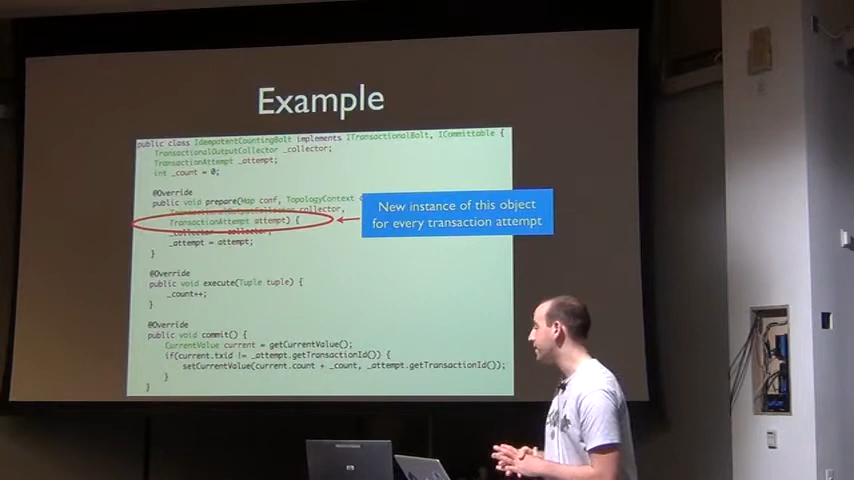 Example
public class IdempotentCountingBolt implements ITransactionalBolt, ICommittable {
TransactionalOutputCollector _collector;
TransactionAttempt _attempt;
int _count = 0;
@Override
public void prepare(Map conf, TopologyContext
collector,
TransactionAttempt attempt) {
_collector = collector;
_attempt = attempt;
}
New instance of this object
for every transaction attempt
@Override
public void execute(Tuple tuple) {
_count++;
}
@Override
public void commit() {
CurrentValue current = getCurrentValue();
if(current.txid != _attempt.getTransactionId()) {
setCurrentValue(current.count + _count, _attempt.getTransactionId());
}
}